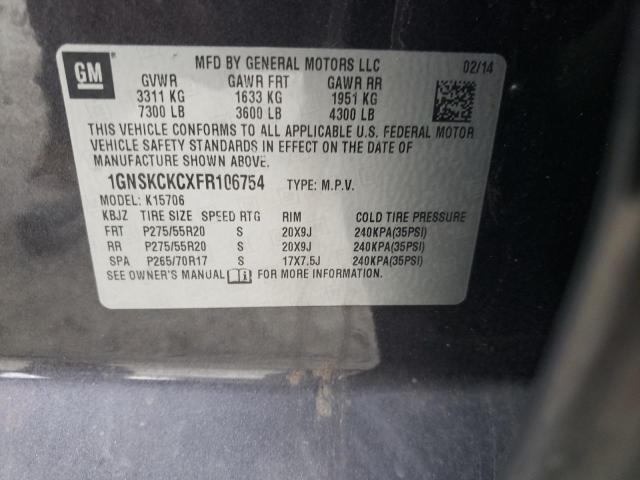 GM
MFD BY GENERAL MOTORS LLC 02/14
GVWR GAWR FRT GAWR RR
3311 KG 1633 KG 1951 KG
7300 LB 3600 LB 4300 LB
THIS VEHICLE CONFORMS TO ALL APPLICABLE U.S. FEDERAL MOTOR
VEHICLE SAFETY STANDARDS IN EFFECT ON THE DATE OF
MANUFACTURE SHOWN ABOVE.
1GNSKCKCXFR106754 TYPE: M.P.V.
MODEL: K15706
KBJZ TIRE SIZE SPEED RTG RIM COLD TIRE PRESSURE
FRT P275/55R20 S 20X9J 240KPA(35PSI)
RR P275/55R20 S 20X9J 240KPA(35PSI)
SPA P265/70R17 S 17X7.5J 240KPA(35PSI)
SEE OWNER'S MANUAL FOR MORE INFORMATION.